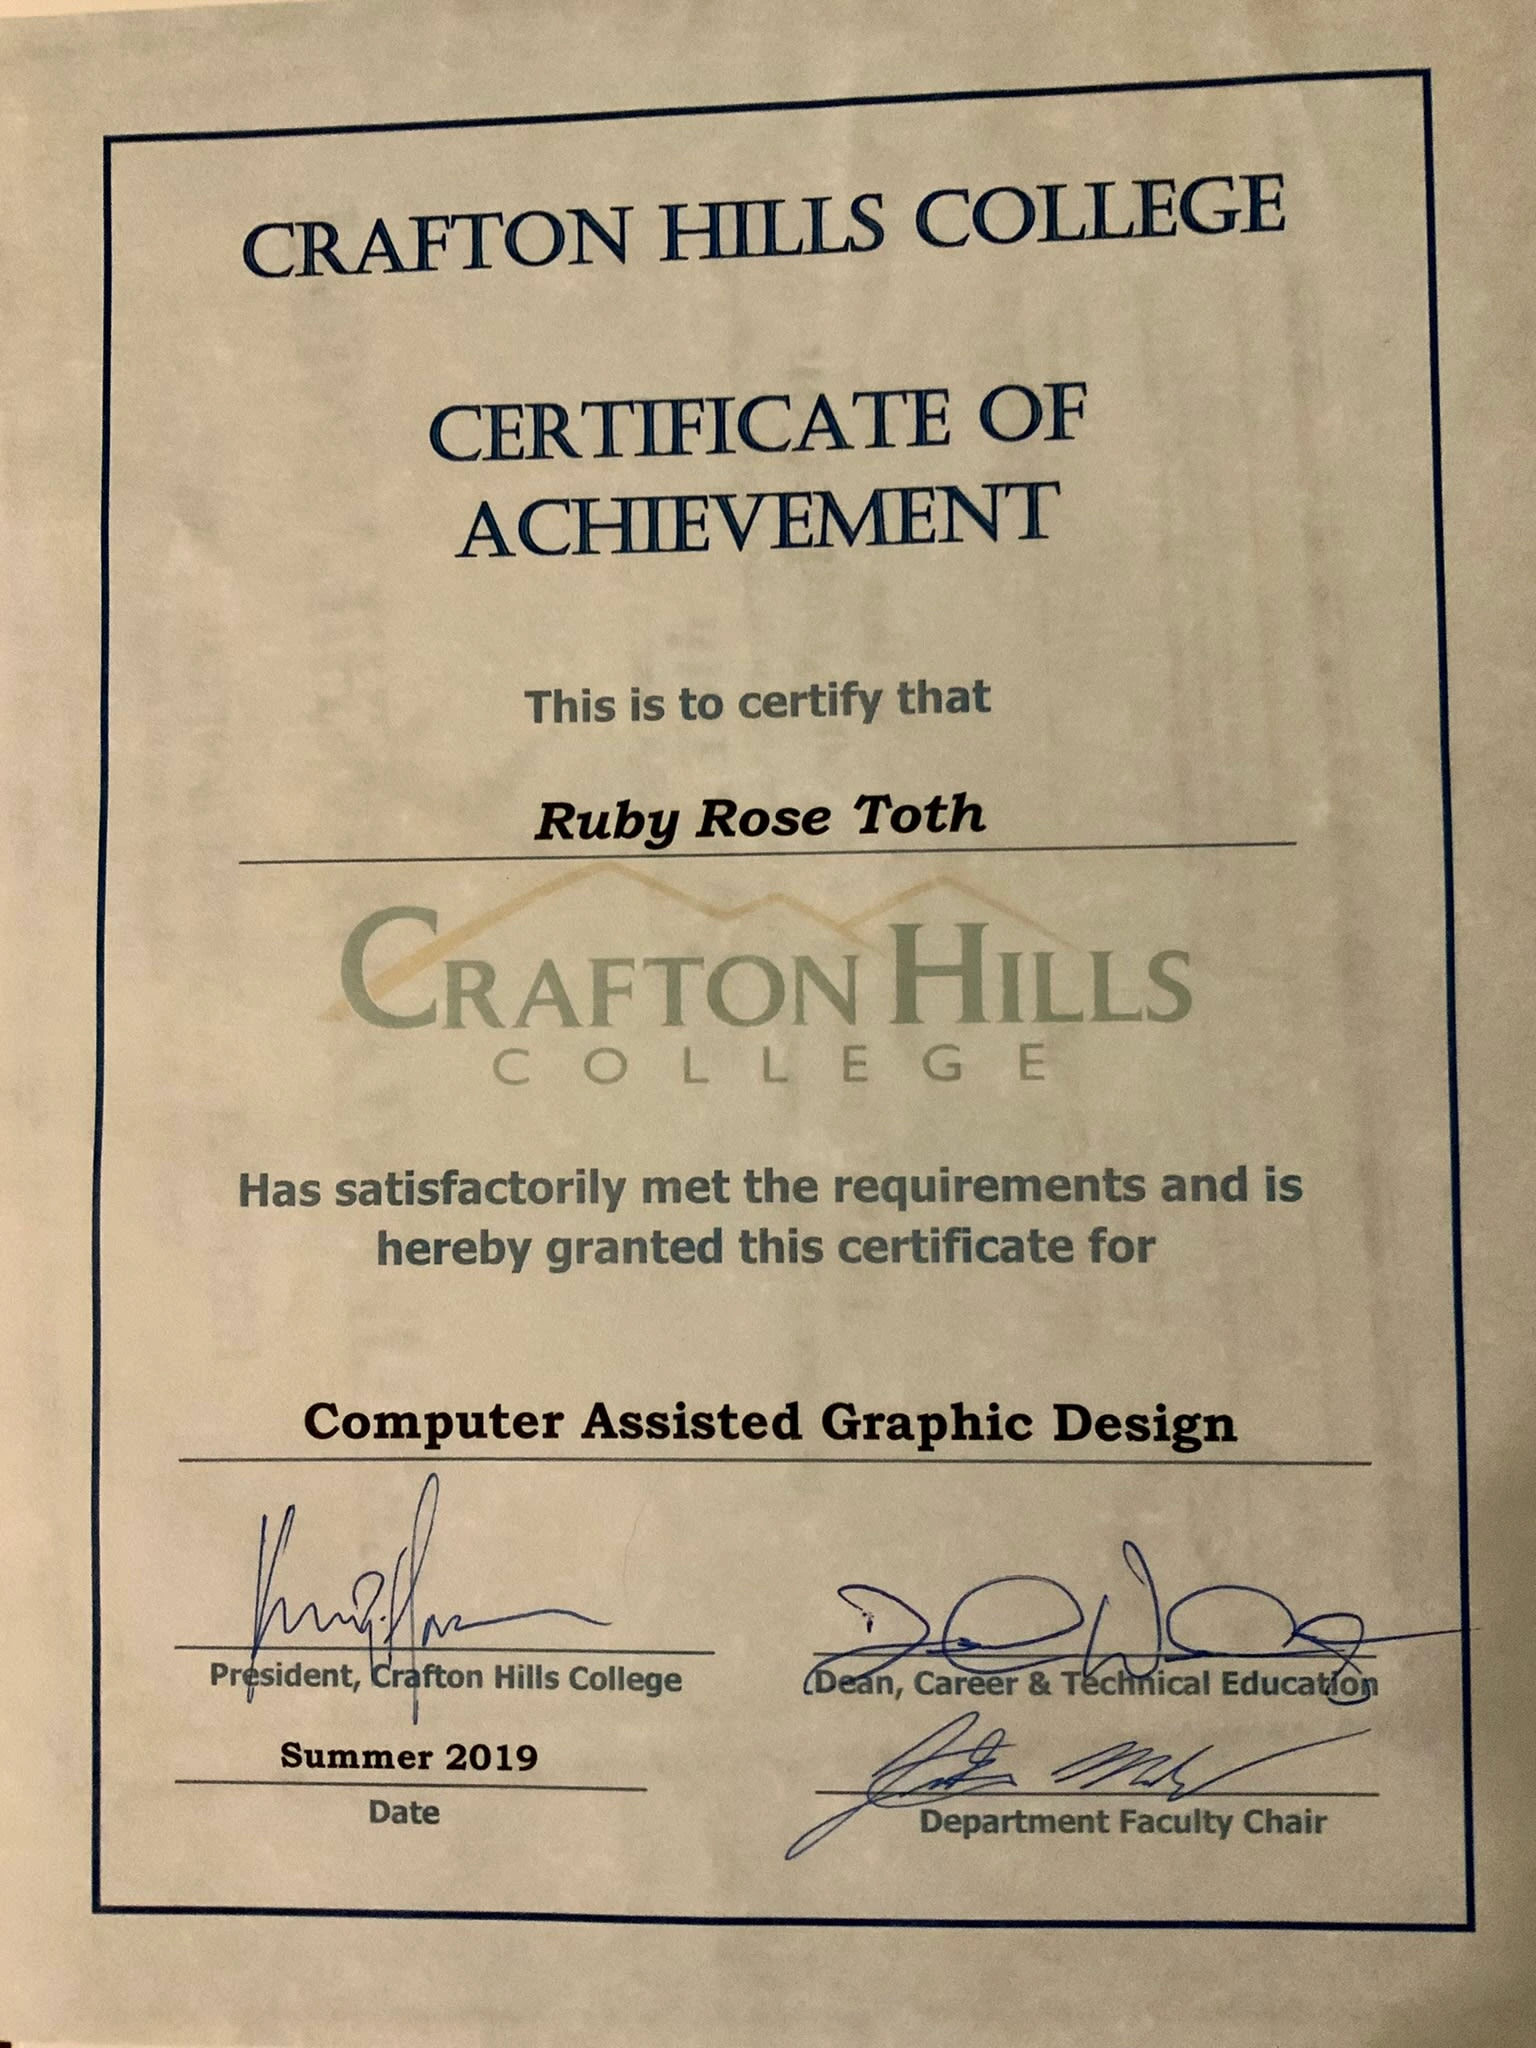 CRAFTON HILLS COLLEGE
CERTIFICATE OF
ACHIEVEMENT
This is to certify that
Ruby Rose Toth
CRAFTON HILLS
COLLEGE
Has satisfactorily met the requirements and is
hereby granted this certificate for
Computer Assisted Graphic Design
President, Crafton Hills College
Dean, Career & Technical Education
Summer 2019
Date
Department Faculty Chair